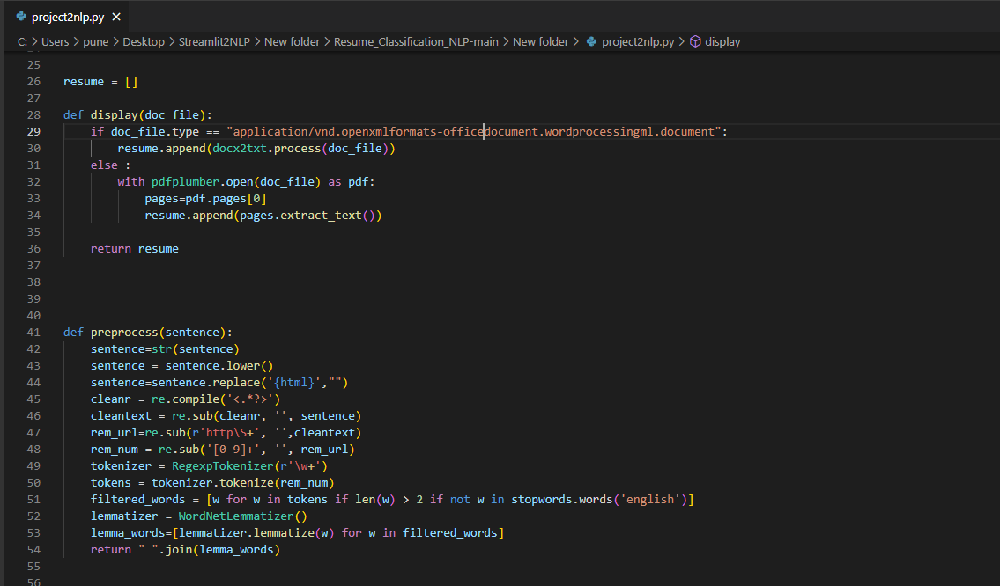 project2nlp.py ×
C: > Users > pune > Desktop > Streamlit2NLP > New folder > Resume_Classification_NLP-main > New folder > project2nlp.py > display
25
26 resume = []
27
28 def display(doc_file):
29     if doc_file.type == "application/vnd.openxmlformats-officedocument.wordprocessingml.document":
30         resume.append(docx2txt.process(doc_file))
31     else :
32         with pdfplumber.open(doc_file) as pdf:
33             pages=pdf.pages[0]
34             resume.append(pages.extract_text())
35
36     return resume
37
38
39
40
41 def preprocess(sentence):
42     sentence=str(sentence)
43     sentence = sentence.lower()
44     sentence=sentence.replace('{html}',"")
45     cleanr = re.compile('<.*?>')
46     cleantext = re.sub(cleanr, '', sentence)
47     rem_url=re.sub(r'http\S+', '',cleantext)
48     rem_num = re.sub('[0-9]+', '', rem_url)
49     tokenizer = RegexpTokenizer(r'\w+')
50     tokens = tokenizer.tokenize(rem_num)
51     filtered_words = [w for w in tokens if len(w) > 2 if not w in stopwords.words('english')]
52     lemmatizer = WordNetLemmatizer()
53     lemma_words=[lemmatizer.lemmatize(w) for w in filtered_words]
54     return " ".join(lemma_words)
55
56